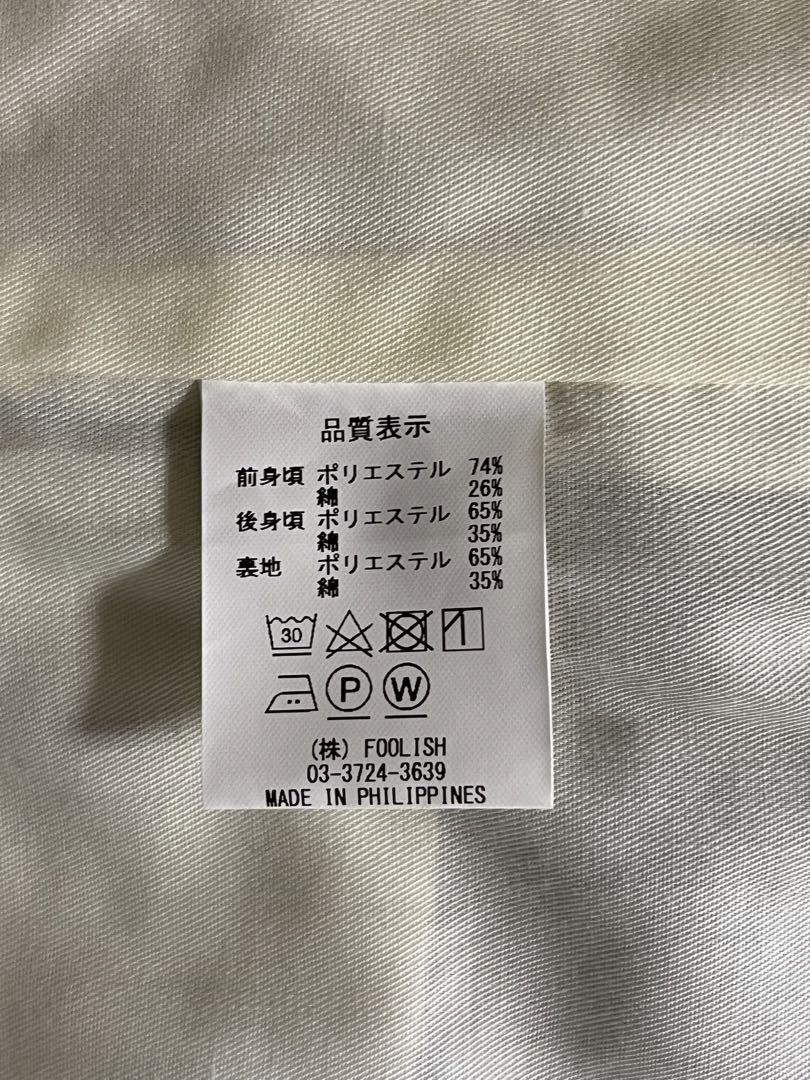 品質表示
前身頃 ポリエステル 74%
綿 26%
後身頃 ポリエステル 65%
綿 35%
裏地 ポリエステル 65%
綿 35%
30
P W
(株) FOOLISH
03-3724-3639
MADE IN PHILIPPINES